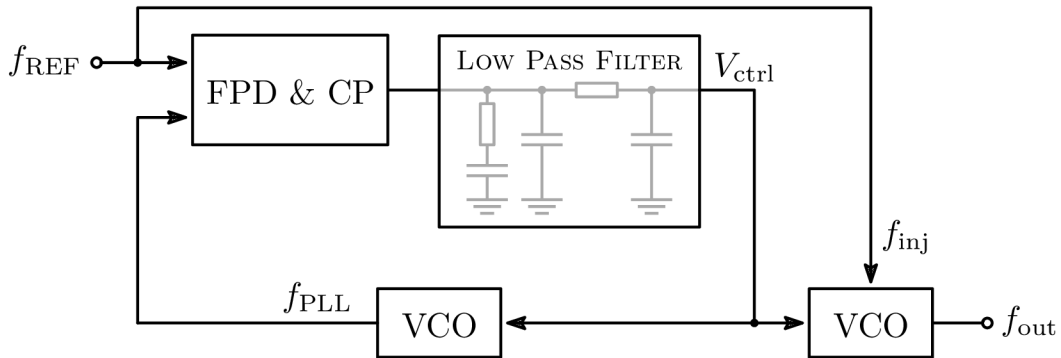 f_REF
FPD & CP
LOW PASS FILTER
V_ctrl
f_inj
f_PLL
VCO
VCO
f_out